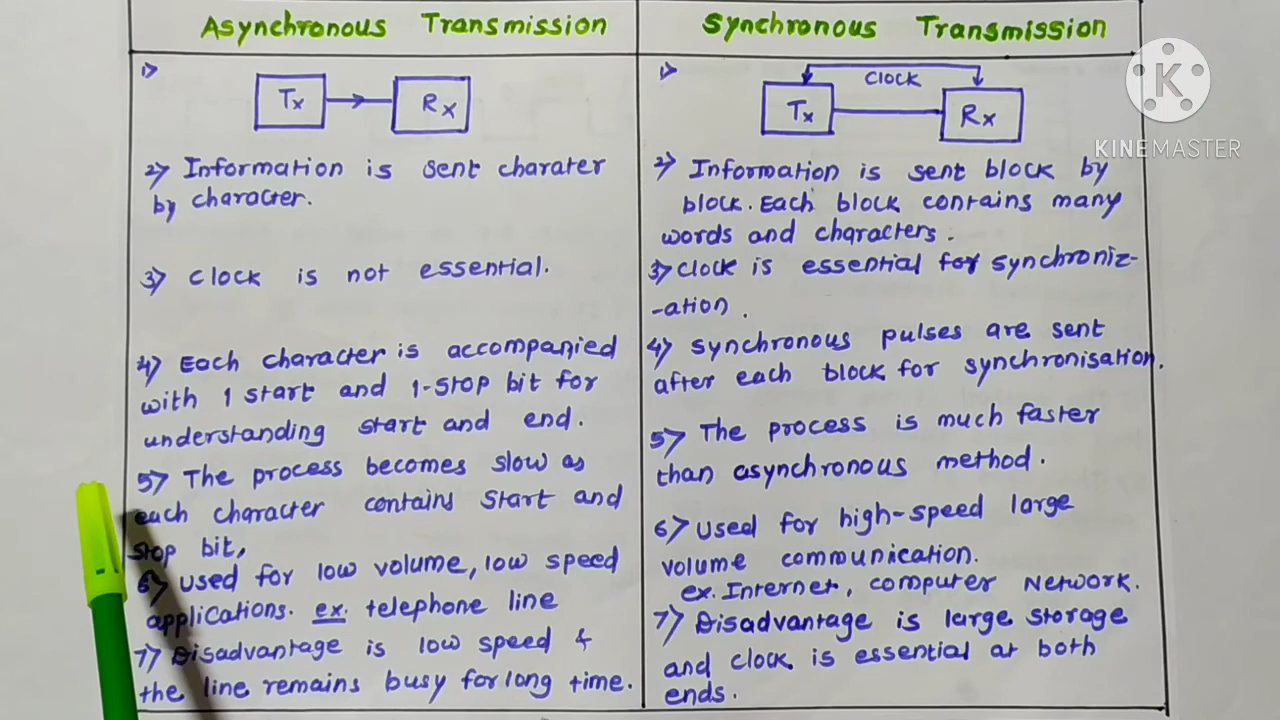 Asynchronous Transmission
1)
Tx
Rx
2) Information is sent charater
by character.
3) Clock is not essential.
4) Each character is accompanied
with 1 start and 1-stop bit for
understanding start and end.
5) The process becomes slow as
each character contains start and
stop bit,
6) Used for low volume, low speed
applications. ex. telephone line
7) Disadvantage is low speed &
the line remains busy for long time.
Synchronous Transmission
1)
Clock
Tx
Rx
2) Information is sent block by
block. Each block contains many
words and characters.
3) Clock is essential for synchroniz-
-ation.
4) Synchronous pulses are sent
after each block for synchronisation.
5) The process is much faster
than asynchronous method.
6) Used for high-speed large
volume communication.
ex. Internet, computer Network.
7) Disadvantage is large storage
and clock is essential at both
ends.
K
KINEMASTER